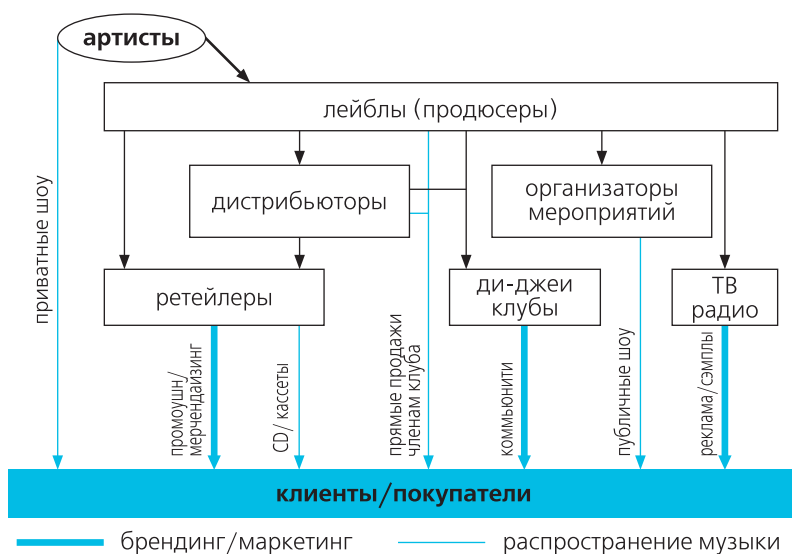 артисты
лейблы (продюсеры)
дистрибьюторы
организаторы
мероприятий
приватные шоу
ретейлеры
ди-джеи
клубы
ТВ
радио
промоушн/
мерчендайзинг
CD/ кассеты
прямые продажи
членам клуба
коммьюнити
публичные шоу
реклама/сэмплы
клиенты/покупатели
брендинг/маркетинг
распространение музыки